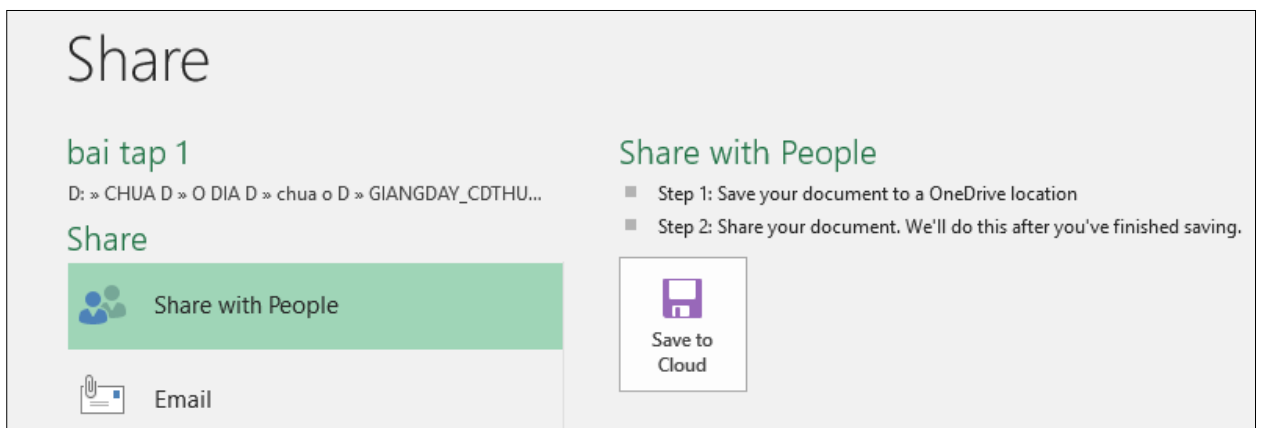 Share
bai tap 1
D: » CHUA D » O DIA D » chua o D » GIANGDAY_CDTHU...
Share
Share with People
Email
Share with People
Step 1: Save your document to a OneDrive location
Step 2: Share your document. We'll do this after you've finished saving.
Save to
Cloud